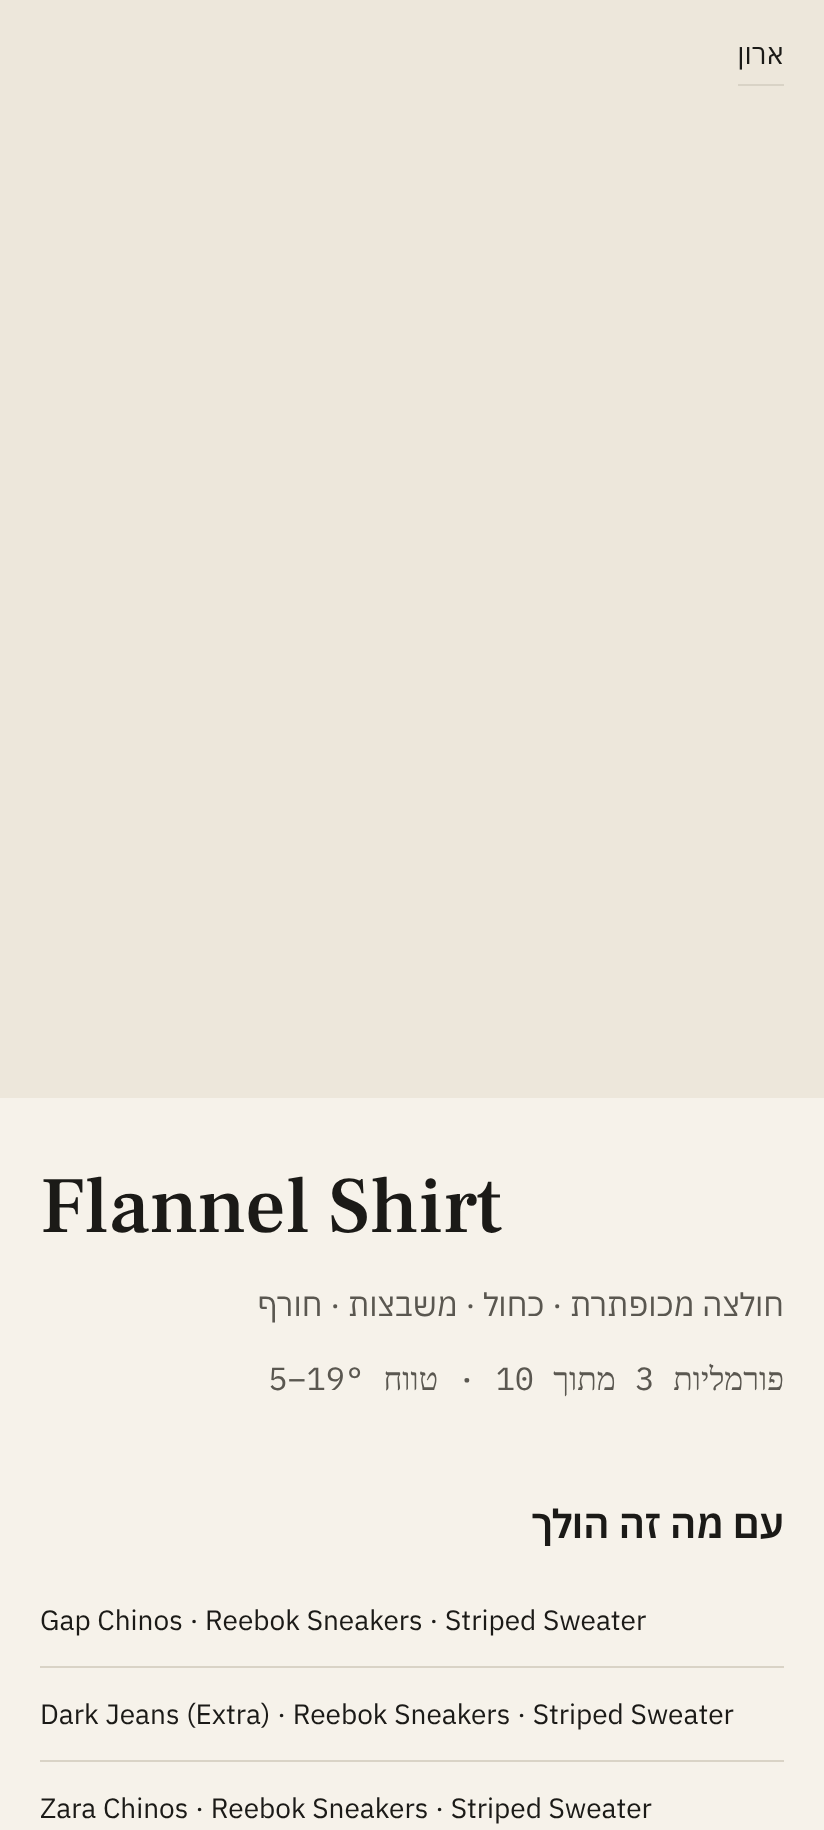 ארון
Flannel Shirt
חולצה מכופתרת · כחול · משבצות · חורף
פורמליות 3 מתוך 10 · טווח 5–19°
עם מה זה הולך
Gap Chinos · Reebok Sneakers · Striped Sweater
Dark Jeans (Extra) · Reebok Sneakers · Striped Sweater
Zara Chinos · Reebok Sneakers · Striped Sweater